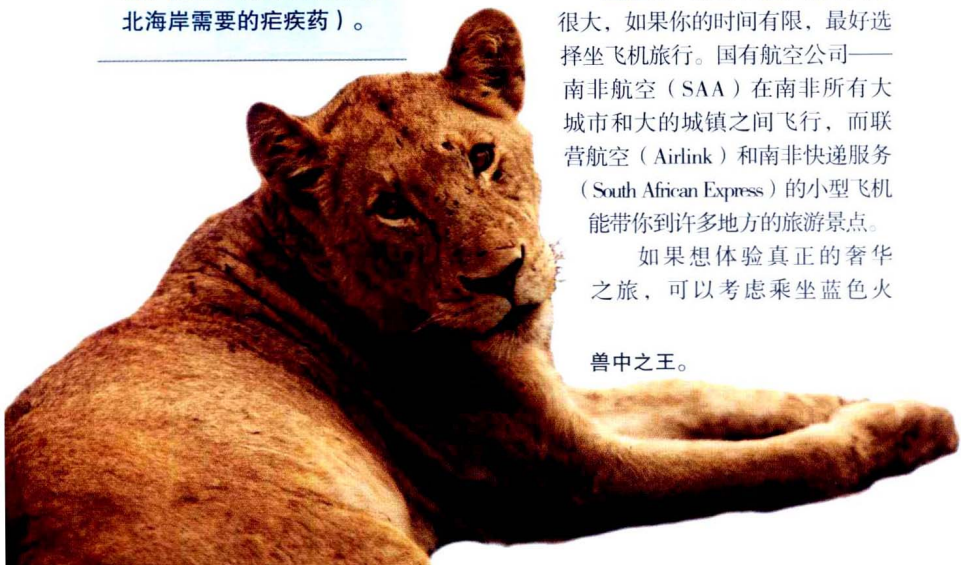 北海岸需要的疟疾药）。
很大，如果你的时间有限，最好选
择坐飞机旅行。国有航空公司——
南非航空（SAA）在南非所有大
城市和大的城镇之间飞行，而联
营航空（Airlink）和南非快递服务
（South African Express）的小型飞机
能带你到许多地方的旅游景点。
如果想体验真正的奢华
之旅，可以考虑乘坐蓝色火
兽中之王。